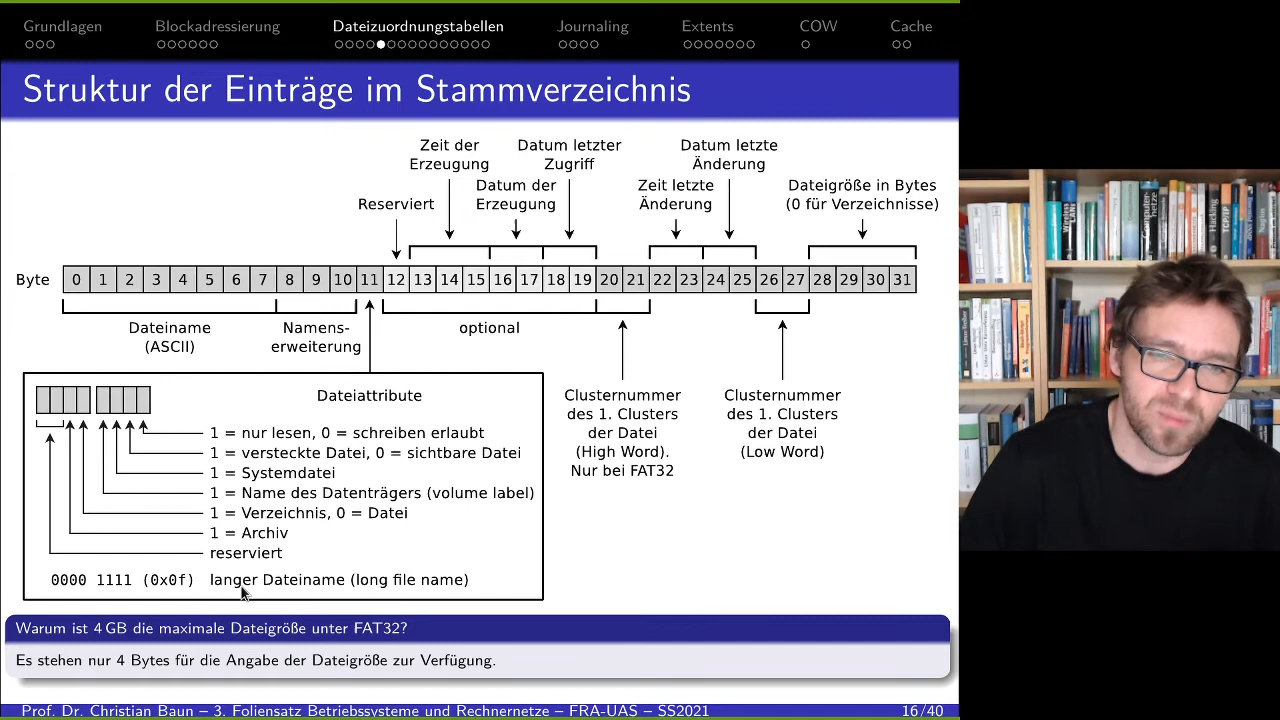 Grundlagen Blockadressierung Dateizuordnungstabellen Journaling Extents COW Cache
Struktur der Einträge im Stammverzeichnis
Zeit der
Erzeugung
Datum letzter
Zugriff
Datum letzte
Änderung
Reserviert
Datum der
Erzeugung
Zeit letzte
Änderung
Dateigröße in Bytes
(0 für Verzeichnisse)
Byte 0 1 2 3 4 5 6 7 8 9 10 11 12 13 14 15 16 17 18 19 20 21 22 23 24 25 26 27 28 29 30 31
Dateiname
(ASCII)
Namens-
erweiterung
optional
Clusternummer
des 1. Clusters
der Datei
(High Word).
Nur bei FAT32
Clusternummer
des 1. Clusters
der Datei
(Low Word)
Dateiattribute
1 = nur lesen, 0 = schreiben erlaubt
1 = versteckte Datei, 0 = sichtbare Datei
1 = Systemdatei
1 = Name des Datenträgers (volume label)
1 = Verzeichnis, 0 = Datei
1 = Archiv
reserviert
0000 1111 (0x0f) langer Dateiname (long file name)
Warum ist 4 GB die maximale Dateigröße unter FAT32?
Es stehen nur 4 Bytes für die Angabe der Dateigröße zur Verfügung.
Prof. Dr. Christian Baun – 3. Foliensatz Betriebssysteme und Rechnernetze – FRA-UAS – SS2021 16/40